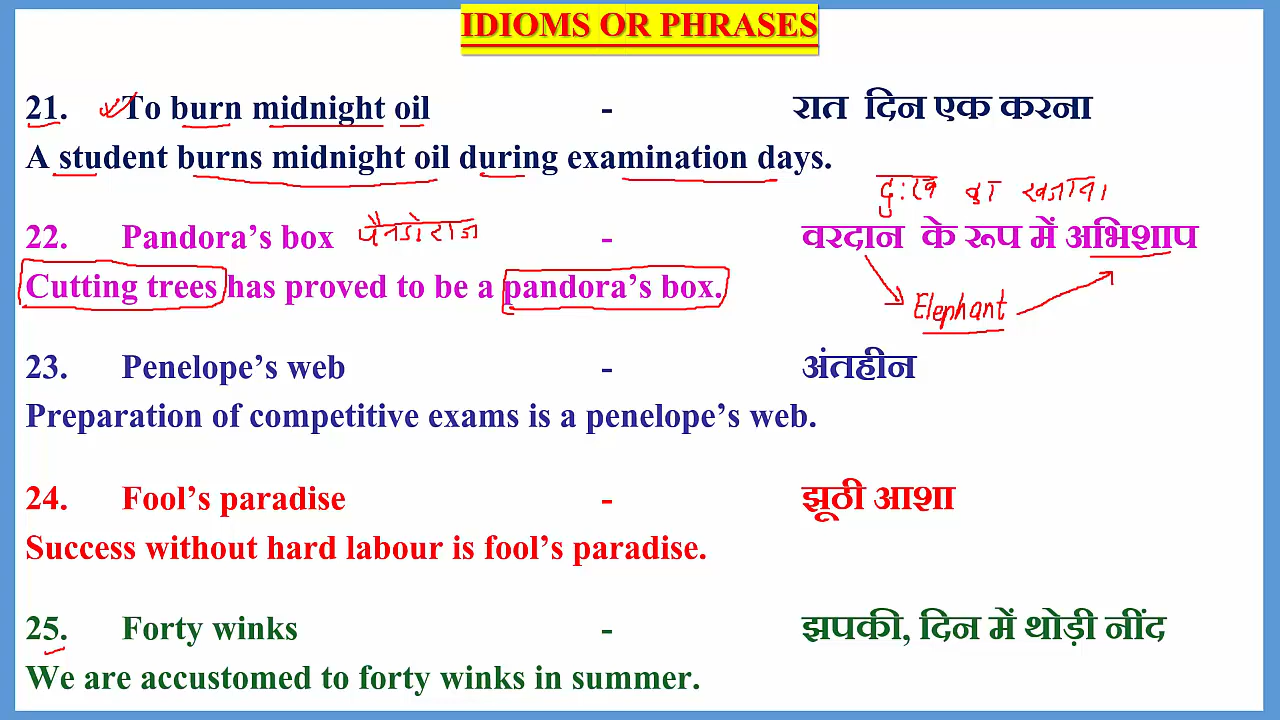 IDIOMS OR PHRASES
21. To burn midnight oil - रात दिन एक करना
A student burns midnight oil during examination days.
दु:ख का खजाना
22. Pandora's box पैनडोराज - वरदान के रूप में अभिशाप
Cutting trees has proved to be a pandora's box.
Elephant
23. Penelope's web - अंतहीन
Preparation of competitive exams is a penelope's web.
24. Fool's paradise - झूठी आशा
Success without hard labour is fool's paradise.
25. Forty winks - झपकी, दिन में थोड़ी नींद
We are accustomed to forty winks in summer.